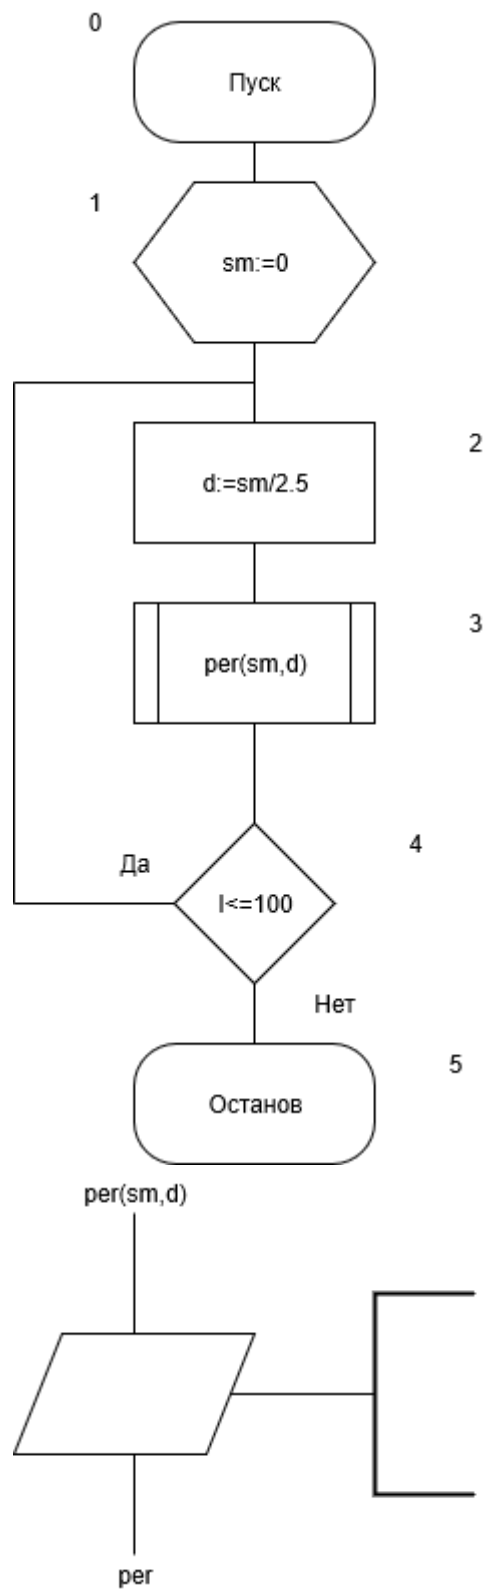 0
Пуск
1
sm:=0
2
d:=sm/2.5
3
per(sm,d)
4
Да
I<=100
Нет
5
Останов
per(sm,d)
per